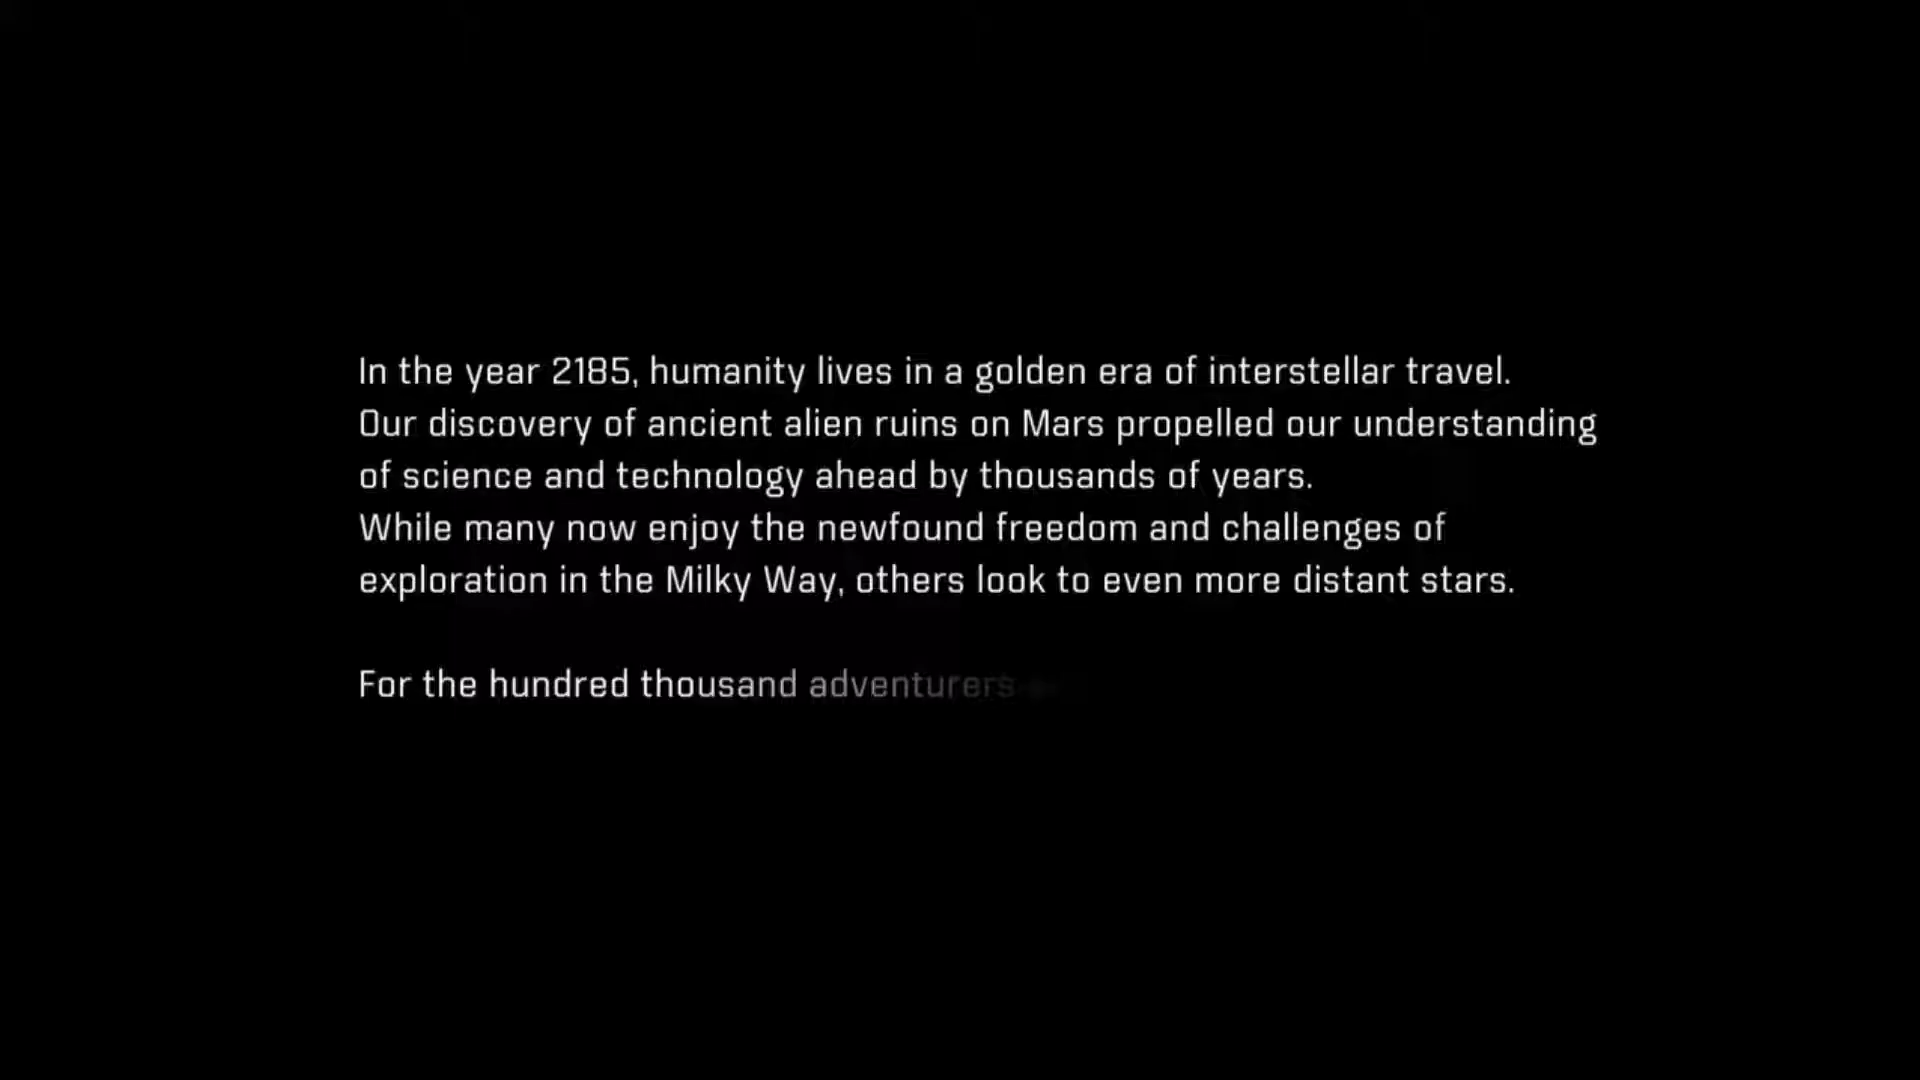 In the year 2185, humanity lives in a golden era of interstellar travel.
Our discovery of ancient alien ruins on Mars propelled our understanding
of science and technology ahead by thousands of years.
While many now enjoy the newfound freedom and challenges of
exploration in the Milky Way, others look to even more distant stars.
For the hundred thousand adventurers